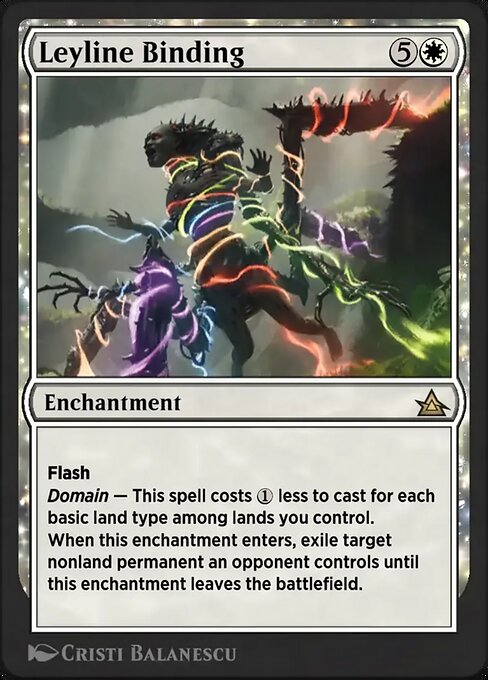 Leyline Binding 5
Enchantment
Flash
Domain — This spell costs 1 less to cast for each
basic land type among lands you control.
When this enchantment enters, exile target
nonland permanent an opponent controls until
this enchantment leaves the battlefield.
CRISTI BALANESCU